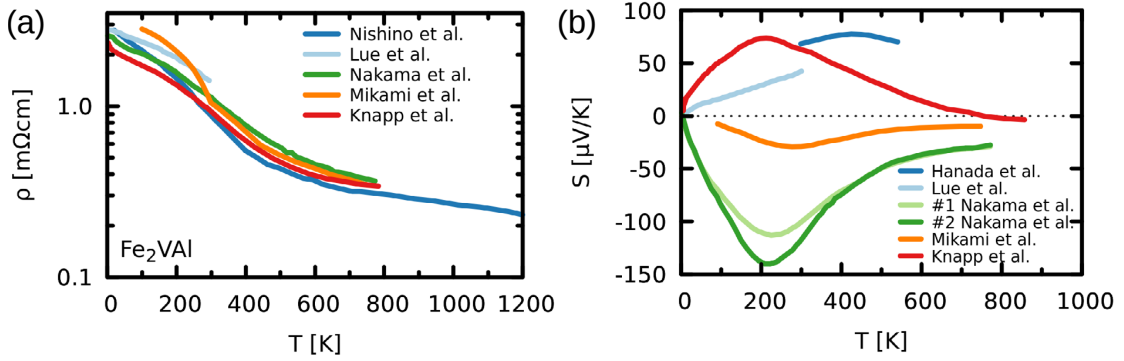 (a)
ρ [mΩcm]
1.0
0.1
Nishino et al.
Lue et al.
Nakama et al.
Mikami et al.
Knapp et al.
Fe₂VAl
0 200 400 600 800 1000 1200
T [K]
(b)
S [μV/K]
100
50
0
-50
-100
-150
Hanada et al.
Lue et al.
#1 Nakama et al.
#2 Nakama et al.
Mikami et al.
Knapp et al.
0 200 400 600 800 1000
T [K]